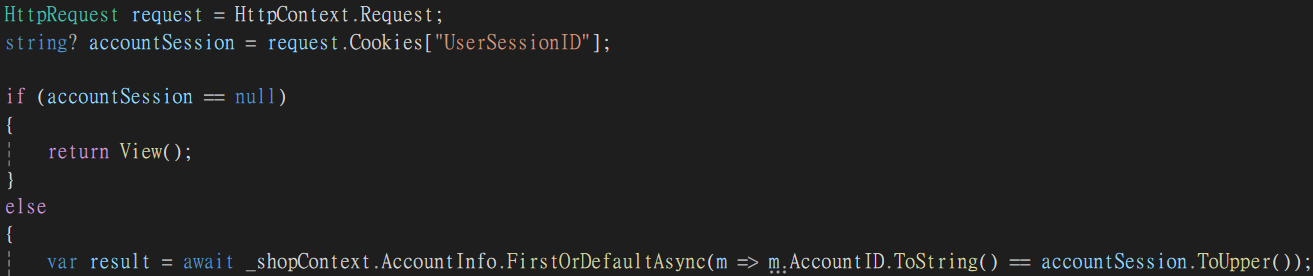 HttpRequest request = HttpContext.Request;
string? accountSession = request.Cookies["UserSessionID"];
if (accountSession == null)
{
return View();
}
else
{
var result = await _shopContext.AccountInfo.FirstOrDefaultAsync(m => m.AccountID.ToString() == accountSession.ToUpper());